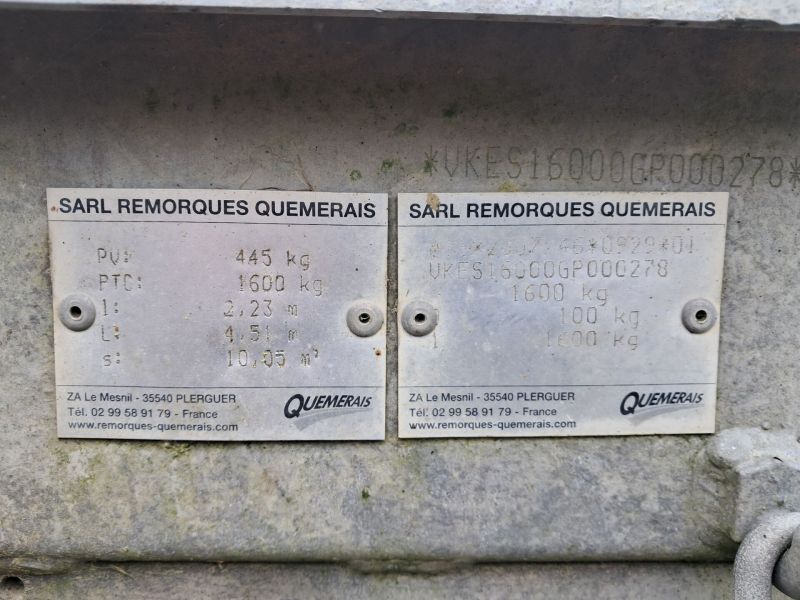 *VKES16000GP000278*
SARL REMORQUES QUEMERAIS
PV: 445 kg
PTC: 1600 kg
l: 2,23 m
L: 4,51 m
s: 10,05 m²
ZA Le Mesnil - 35540 PLERGUER
Tél. 02 99 58 91 79 - France
www.remorques-quemerais.com
QUEMERAIS
SARL REMORQUES QUEMERAIS
VKES16000GP000278
1600 kg
0 100 kg
1 1600 kg
ZA Le Mesnil - 35540 PLERGUER
Tél. 02 99 58 91 79 - France
www.remorques-quemerais.com
QUEMERAIS